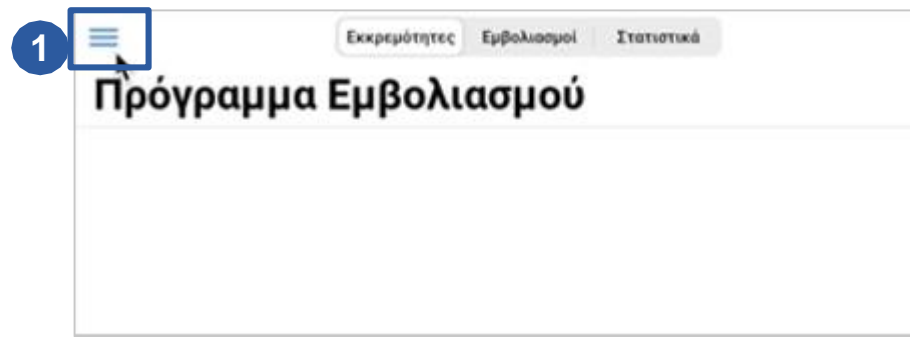 1
Εκκρεμότητες Εμβολιασμοί Στατιστικά
Πρόγραμμα Εμβολιασμού